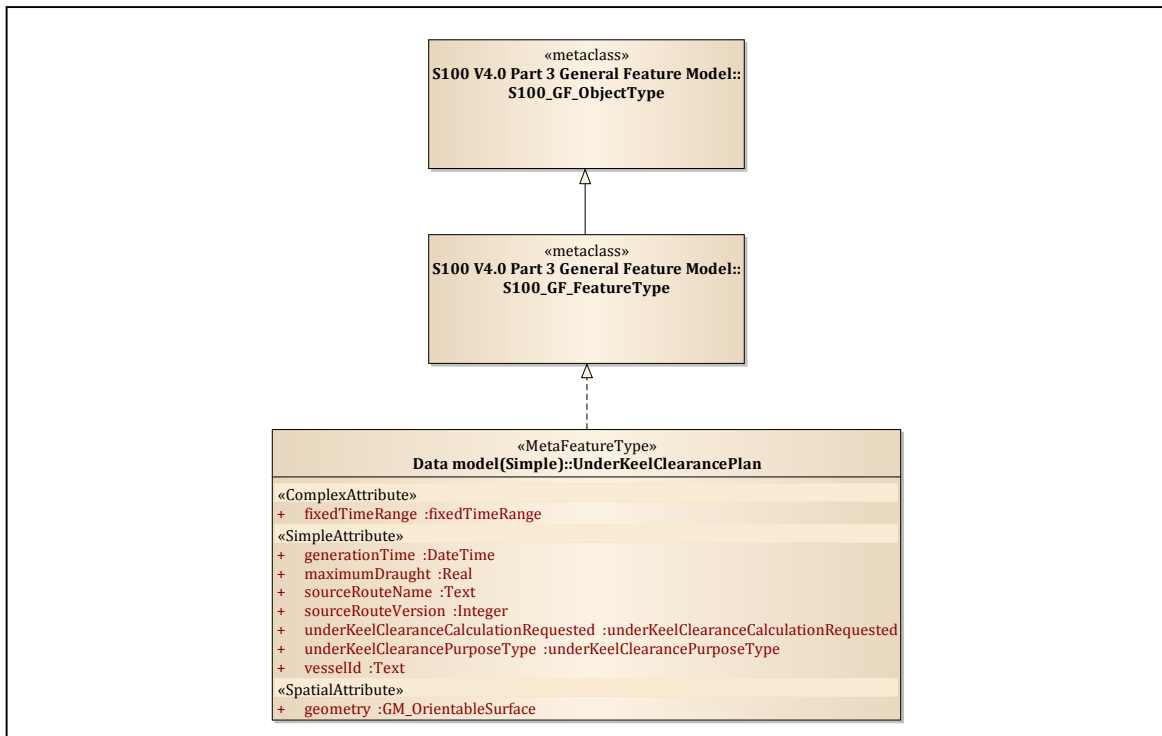 «metaclass»
S100 V4.0 Part 3 General Feature Model::
S100_GF_ObjectType
«metaclass»
S100 V4.0 Part 3 General Feature Model::
S100_GF_FeatureType
«MetaFeatureType»
Data model(Simple)::UnderKeelClearancePlan
«ComplexAttribute»
+ fixedTimeRange :fixedTimeRange
«SimpleAttribute»
+ generationTime :DateTime
+ maximumDraught :Real
+ sourceRouteName :Text
+ sourceRouteVersion :Integer
+ underKeelClearanceCalculationRequested :underKeelClearanceCalculationRequested
+ underKeelClearancePurposeType :underKeelClearancePurposeType
+ vesselId :Text
«SpatialAttribute»
+ geometry :GM_OrientableSurface